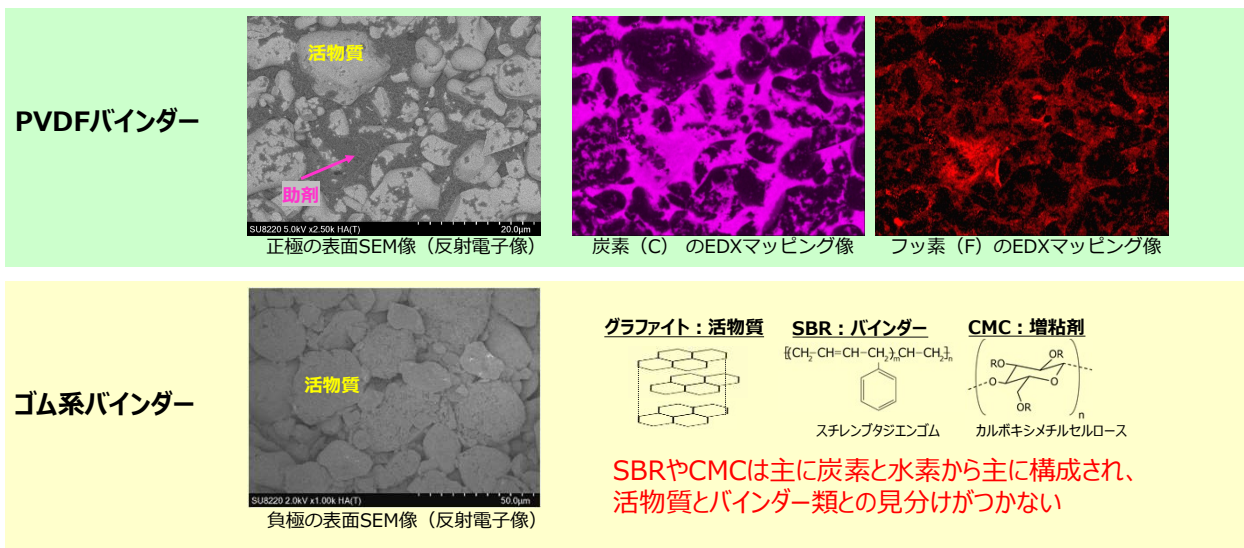 PVDFバインダー
活物質
助剤
SU8220 5.0kV x2.50k HA(T) 20.0μm
正極の表面SEM像（反射電子像）
炭素（C） のEDXマッピング像
フッ素（F）のEDXマッピング像
ゴム系バインダー
活物質
SU8220 2.0kV x1.00k HA(T) 50.0μm
負極の表面SEM像（反射電子像）
グラファイト：活物質
SBR：バインダー
CMC：増粘剤
[(CH2-CH=CH-CH2)m-CH-CH2]n
RO OR
O O
OR
n
スチレンブタジエンゴム
カルボキシメチルセルロース
SBRやCMCは主に炭素と水素から主に構成され、
活物質とバインダー類との見分けがつかない